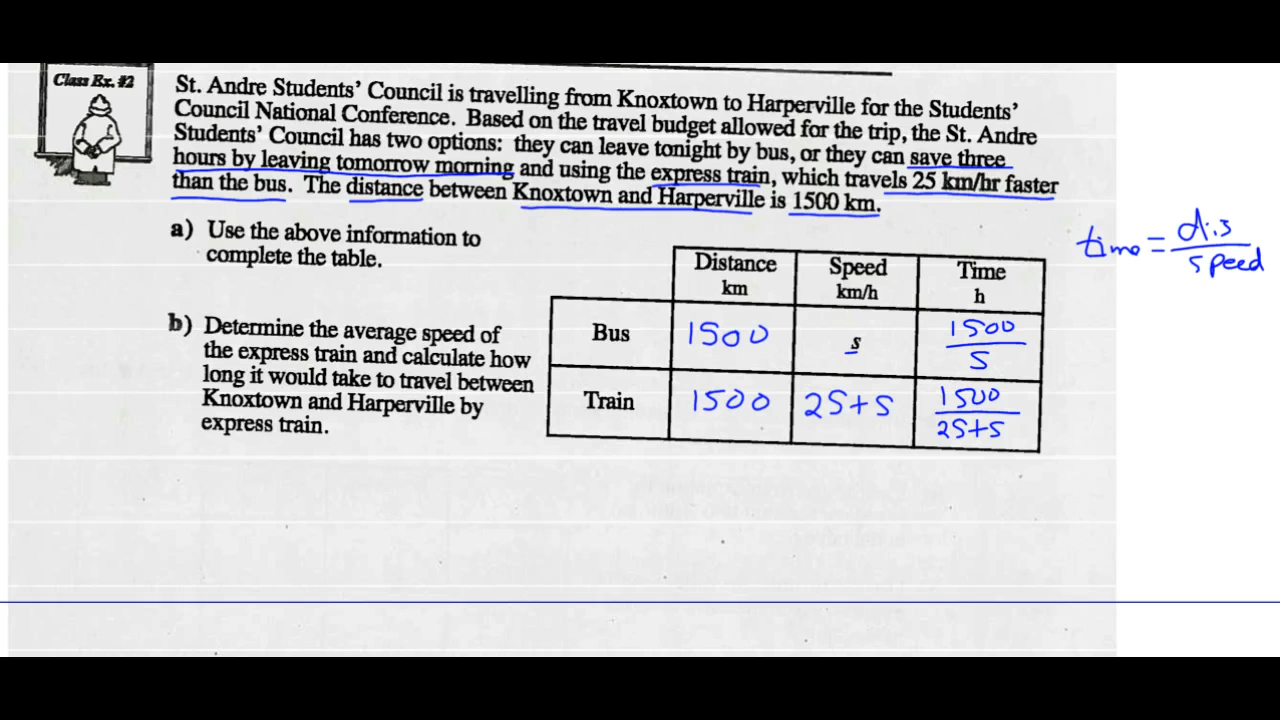 Class Ex. #2
St. Andre Students' Council is travelling from Knoxtown to Harperville for the Students'
Council National Conference. Based on the travel budget allowed for the trip, the St. Andre
Students' Council has two options: they can leave tonight by bus, or they can save three
hours by leaving tomorrow morning and using the express train, which travels 25 km/hr faster
than the bus. The distance between Knoxtown and Harperville is 1500 km.
a) Use the above information to
complete the table.
time = dis / speed
Distance km Speed km/h Time h
Bus 1500 s 1500 / s
Train 1500 25+s 1500 / 25+s
b) Determine the average speed of
the express train and calculate how
long it would take to travel between
Knoxtown and Harperville by
express train.